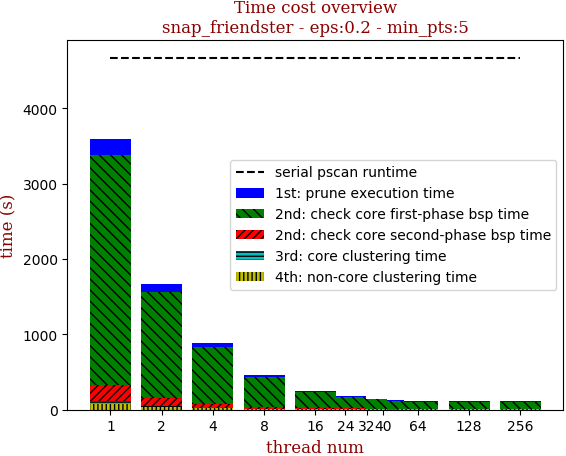 Time cost overview
snap_friendster - eps:0.2 - min_pts:5
time (s)
4000
3000
2000
1000
0
serial pscan runtime
1st: prune execution time
2nd: check core first-phase bsp time
2nd: check core second-phase bsp time
3rd: core clustering time
4th: non-core clustering time
1 2 4 8 16 24 32 40 64 128 256
thread num